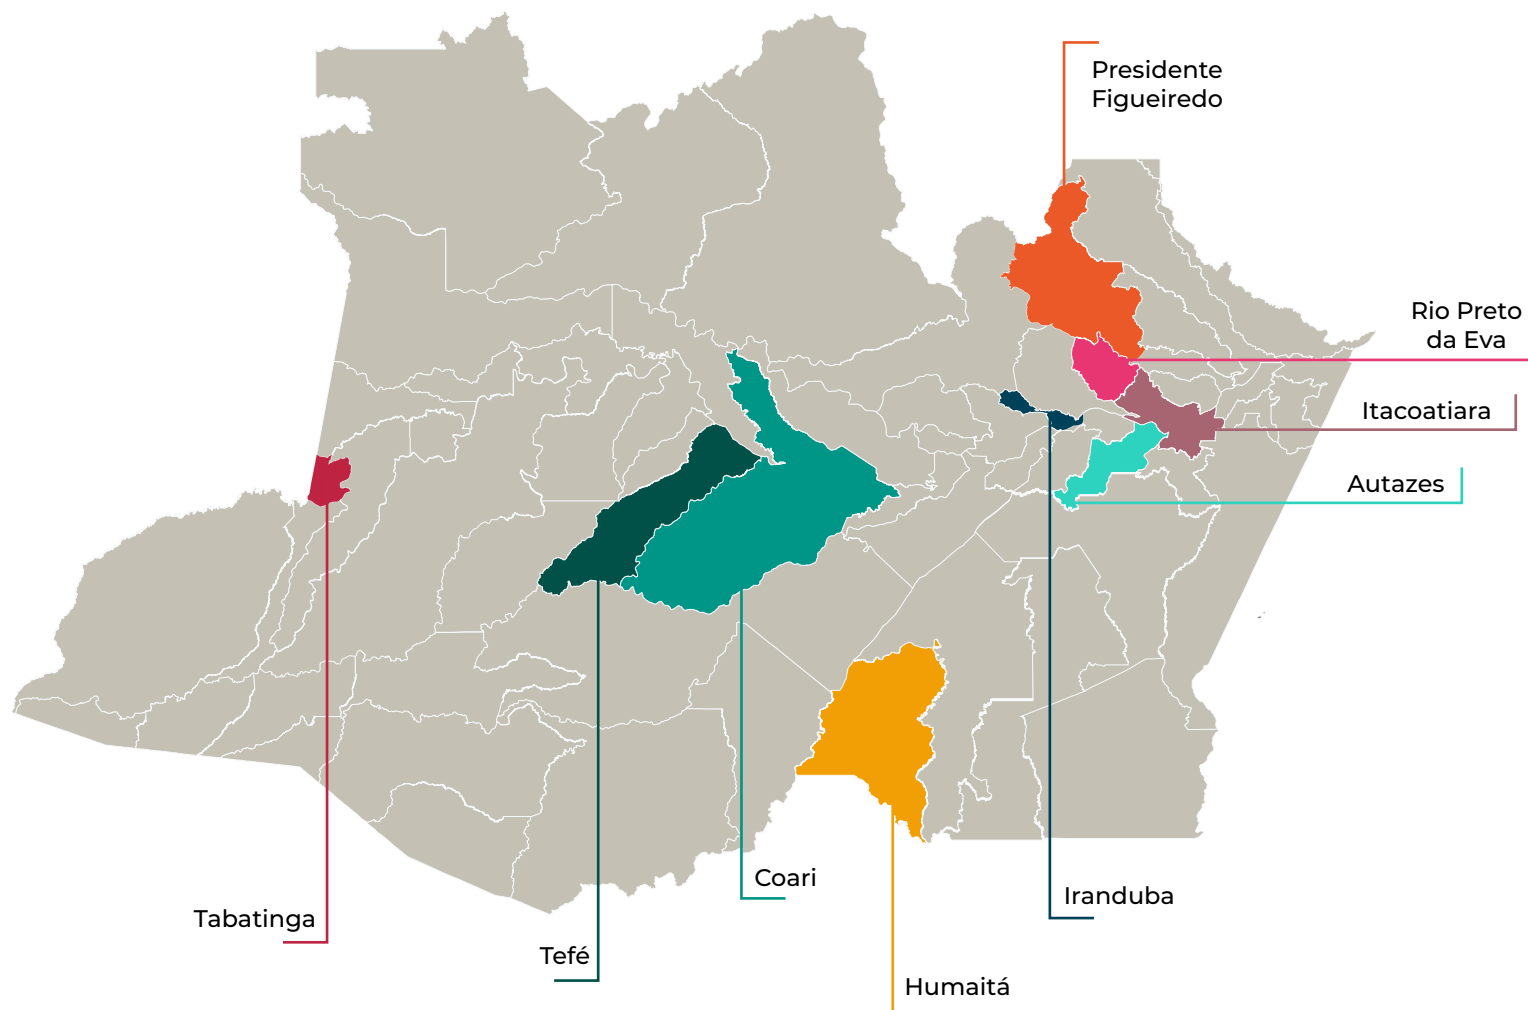 Presidente
Figueiredo
Rio Preto
da Eva
Itacoatiara
Autazes
Coari
Iranduba
Tabatinga
Tefé
Humaitá